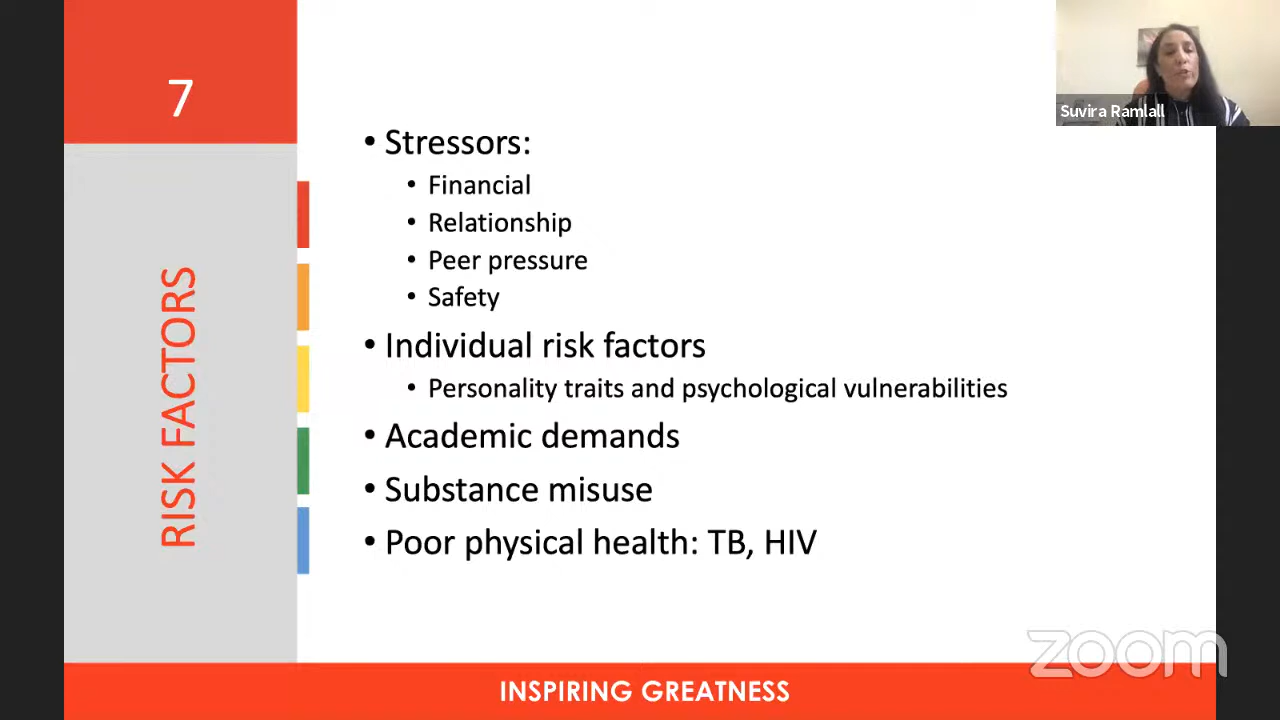 7
RISK FACTORS
• Stressors:
• Financial
• Relationship
• Peer pressure
• Safety
• Individual risk factors
• Personality traits and psychological vulnerabilities
• Academic demands
• Substance misuse
• Poor physical health: TB, HIV
Suvira Ramlall
zoom
INSPIRING GREATNESS